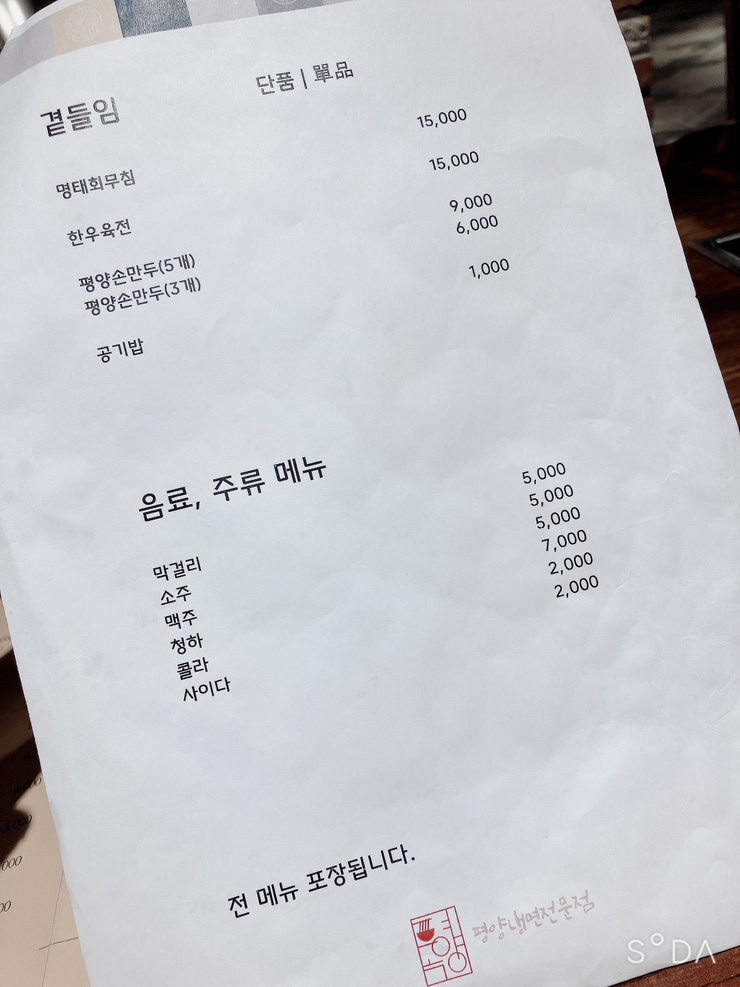 단품 | 單品
곁들임
명태회무침 15,000
한우육전 15,000
평양손만두(5개) 9,000
평양손만두(3개) 6,000
공기밥 1,000
음료, 주류 메뉴
막걸리 5,000
소주 5,000
맥주 5,000
청하 7,000
콜라 2,000
사이다 2,000
전 메뉴 포장됩니다.
평양냉면전문점
SODA